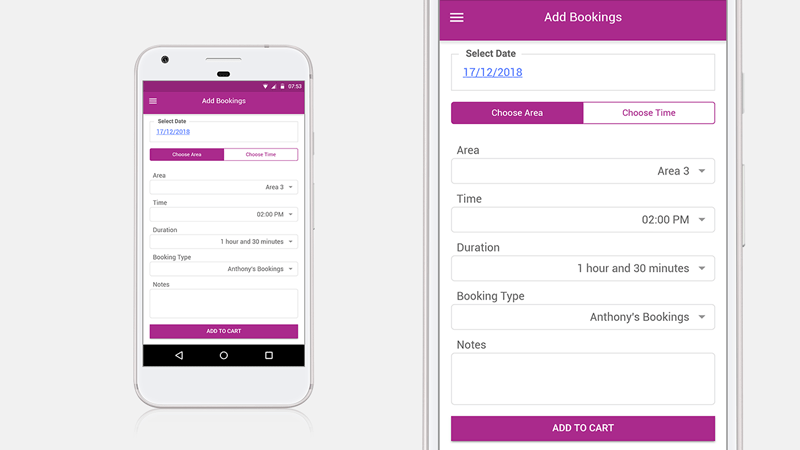 07:53
Add Bookings
Select Date
17/12/2018
Choose Area Choose Time
Area
Area 3
Time
02:00 PM
Duration
1 hour and 30 minutes
Booking Type
Anthony's Bookings
Notes
ADD TO CART
Add Bookings
Select Date
17/12/2018
Choose Area Choose Time
Area
Area 3
Time
02:00 PM
Duration
1 hour and 30 minutes
Booking Type
Anthony's Bookings
Notes
ADD TO CART